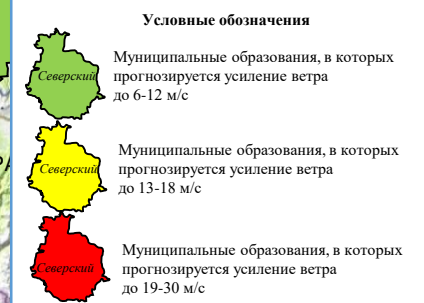 Условные обозначения
Северский
Муниципальные образования, в которых
прогнозируется усиление ветра
до 6-12 м/с
Северский
Муниципальные образования, в которых
прогнозируется усиление ветра
до 13-18 м/с
Северский
Муниципальные образования, в которых
прогнозируется усиление ветра
до 19-30 м/с